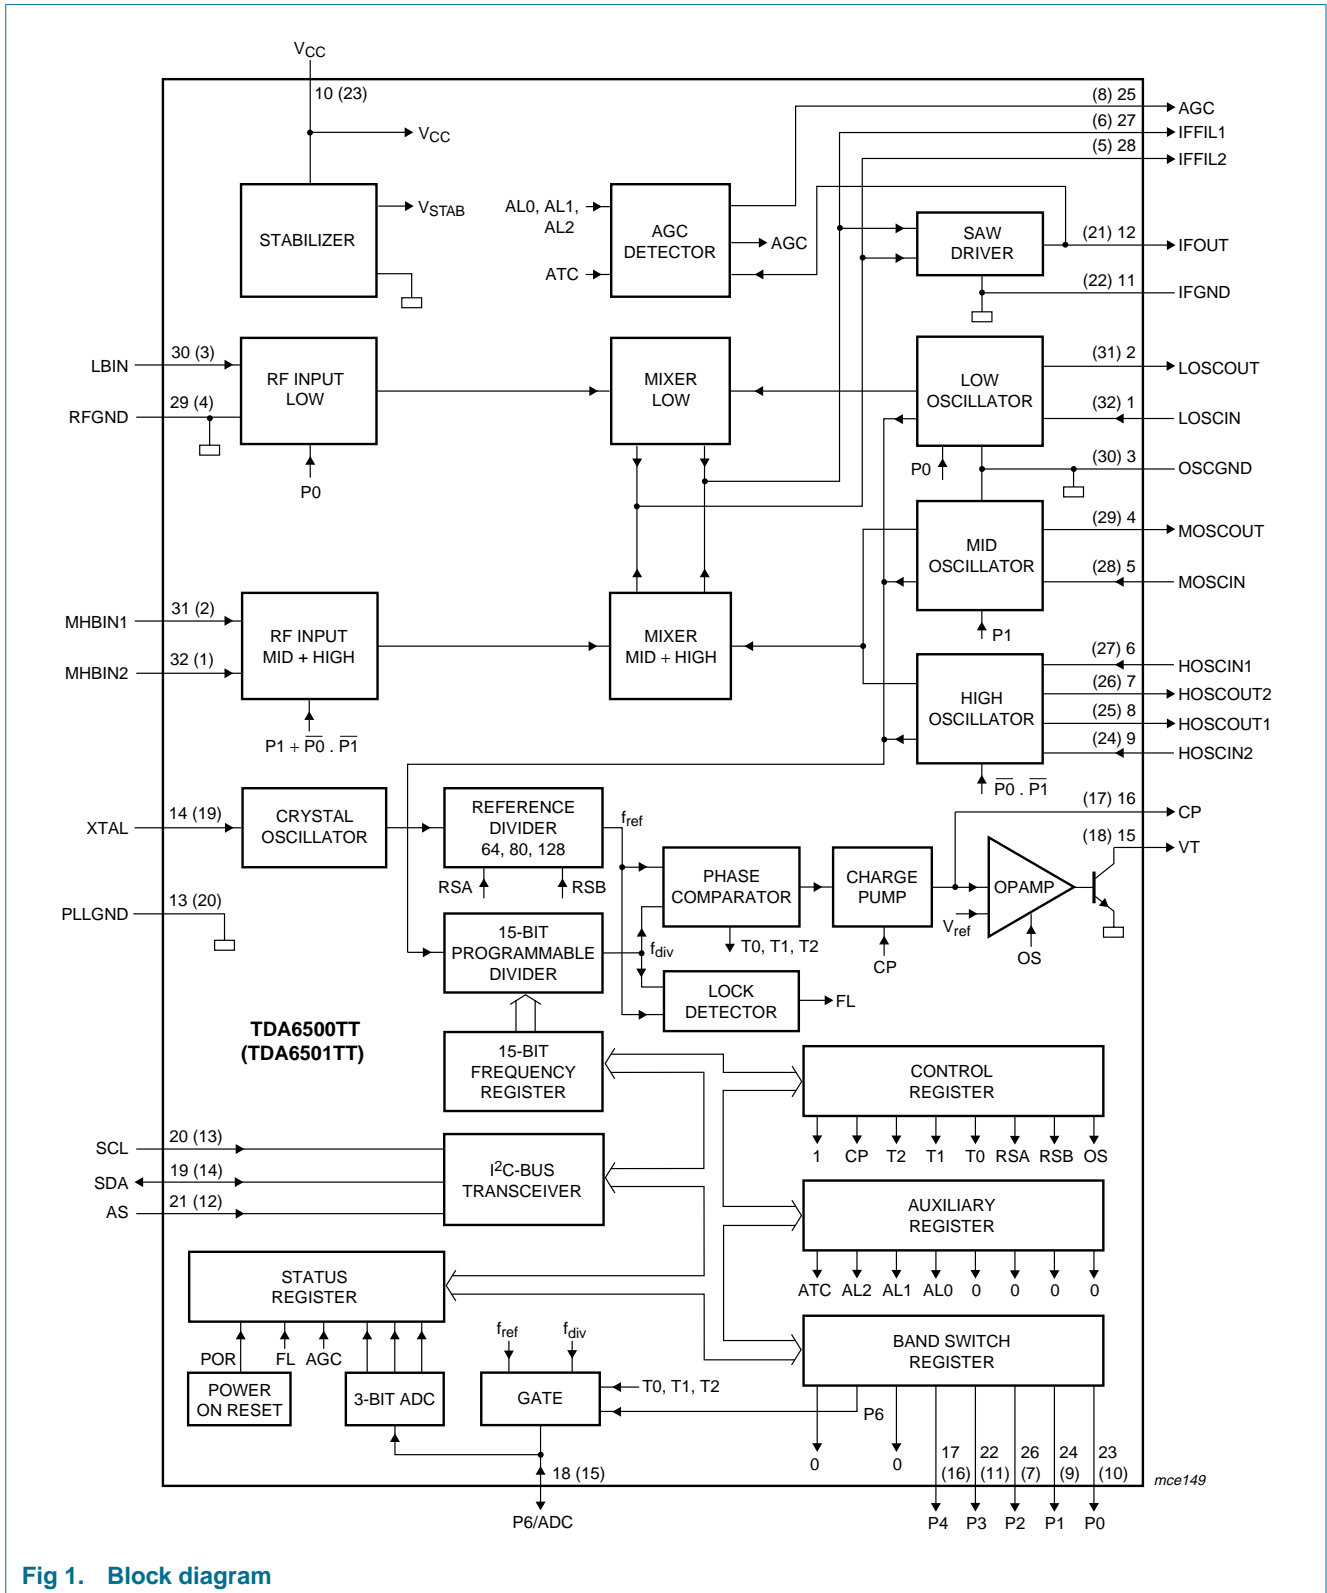 VCC
10 (23)
VCC
STABILIZER
VSTAB
AL0, AL1,
AL2
ATC
AGC
DETECTOR
AGC
(8) 25
AGC
(6) 27
IFFIL1
(5) 28
IFFIL2
SAW
DRIVER
(21) 12
IFOUT
(22) 11
IFGND
LBIN
30 (3)
RFGND
29 (4)
RF INPUT
LOW
P0
MIXER
LOW
LOW
OSCILLATOR
P0
(31) 2
LOSCOUT
(32) 1
LOSCIN
(30) 3
OSCGND
MID
OSCILLATOR
P1
(29) 4
MOSCOUT
(28) 5
MOSCIN
MHBIN1
31 (2)
MHBIN2
32 (1)
RF INPUT
MID + HIGH
P1 + P̅0̅ . P̅1̅
MIXER
MID + HIGH
HIGH
OSCILLATOR
P̅0̅ . P̅1̅
(27) 6
HOSCIN1
(26) 7
HOSCOUT2
(25) 8
HOSCOUT1
(24) 9
HOSCIN2
XTAL
14 (19)
CRYSTAL
OSCILLATOR
REFERENCE
DIVIDER
64, 80, 128
fref
RSA
RSB
PHASE
COMPARATOR
T0, T1, T2
CHARGE
PUMP
CP
OPAMP
Vref
OS
(17) 16
CP
(18) 15
VT
PLLGND
13 (20)
15-BIT
PROGRAMMABLE
DIVIDER
fdiv
LOCK
DETECTOR
FL
TDA6500TT
(TDA6501TT)
15-BIT
FREQUENCY
REGISTER
CONTROL
REGISTER
1 CP T2 T1 T0 RSA RSB OS
SCL
20 (13)
SDA
19 (14)
AS
21 (12)
I²C-BUS
TRANSCEIVER
AUXILIARY
REGISTER
ATC AL2 AL1 AL0 0 0 0 0
STATUS
REGISTER
POR
FL
AGC
POWER
ON RESET
3-BIT ADC
fref
fdiv
GATE
T0, T1, T2
P6
BAND SWITCH
REGISTER
0
0
17
(16)
22
(11)
26
(7)
24
(9)
23
(10)
18 (15)
P6/ADC
P4 P3 P2 P1 P0
mce149
Fig 1. Block diagram